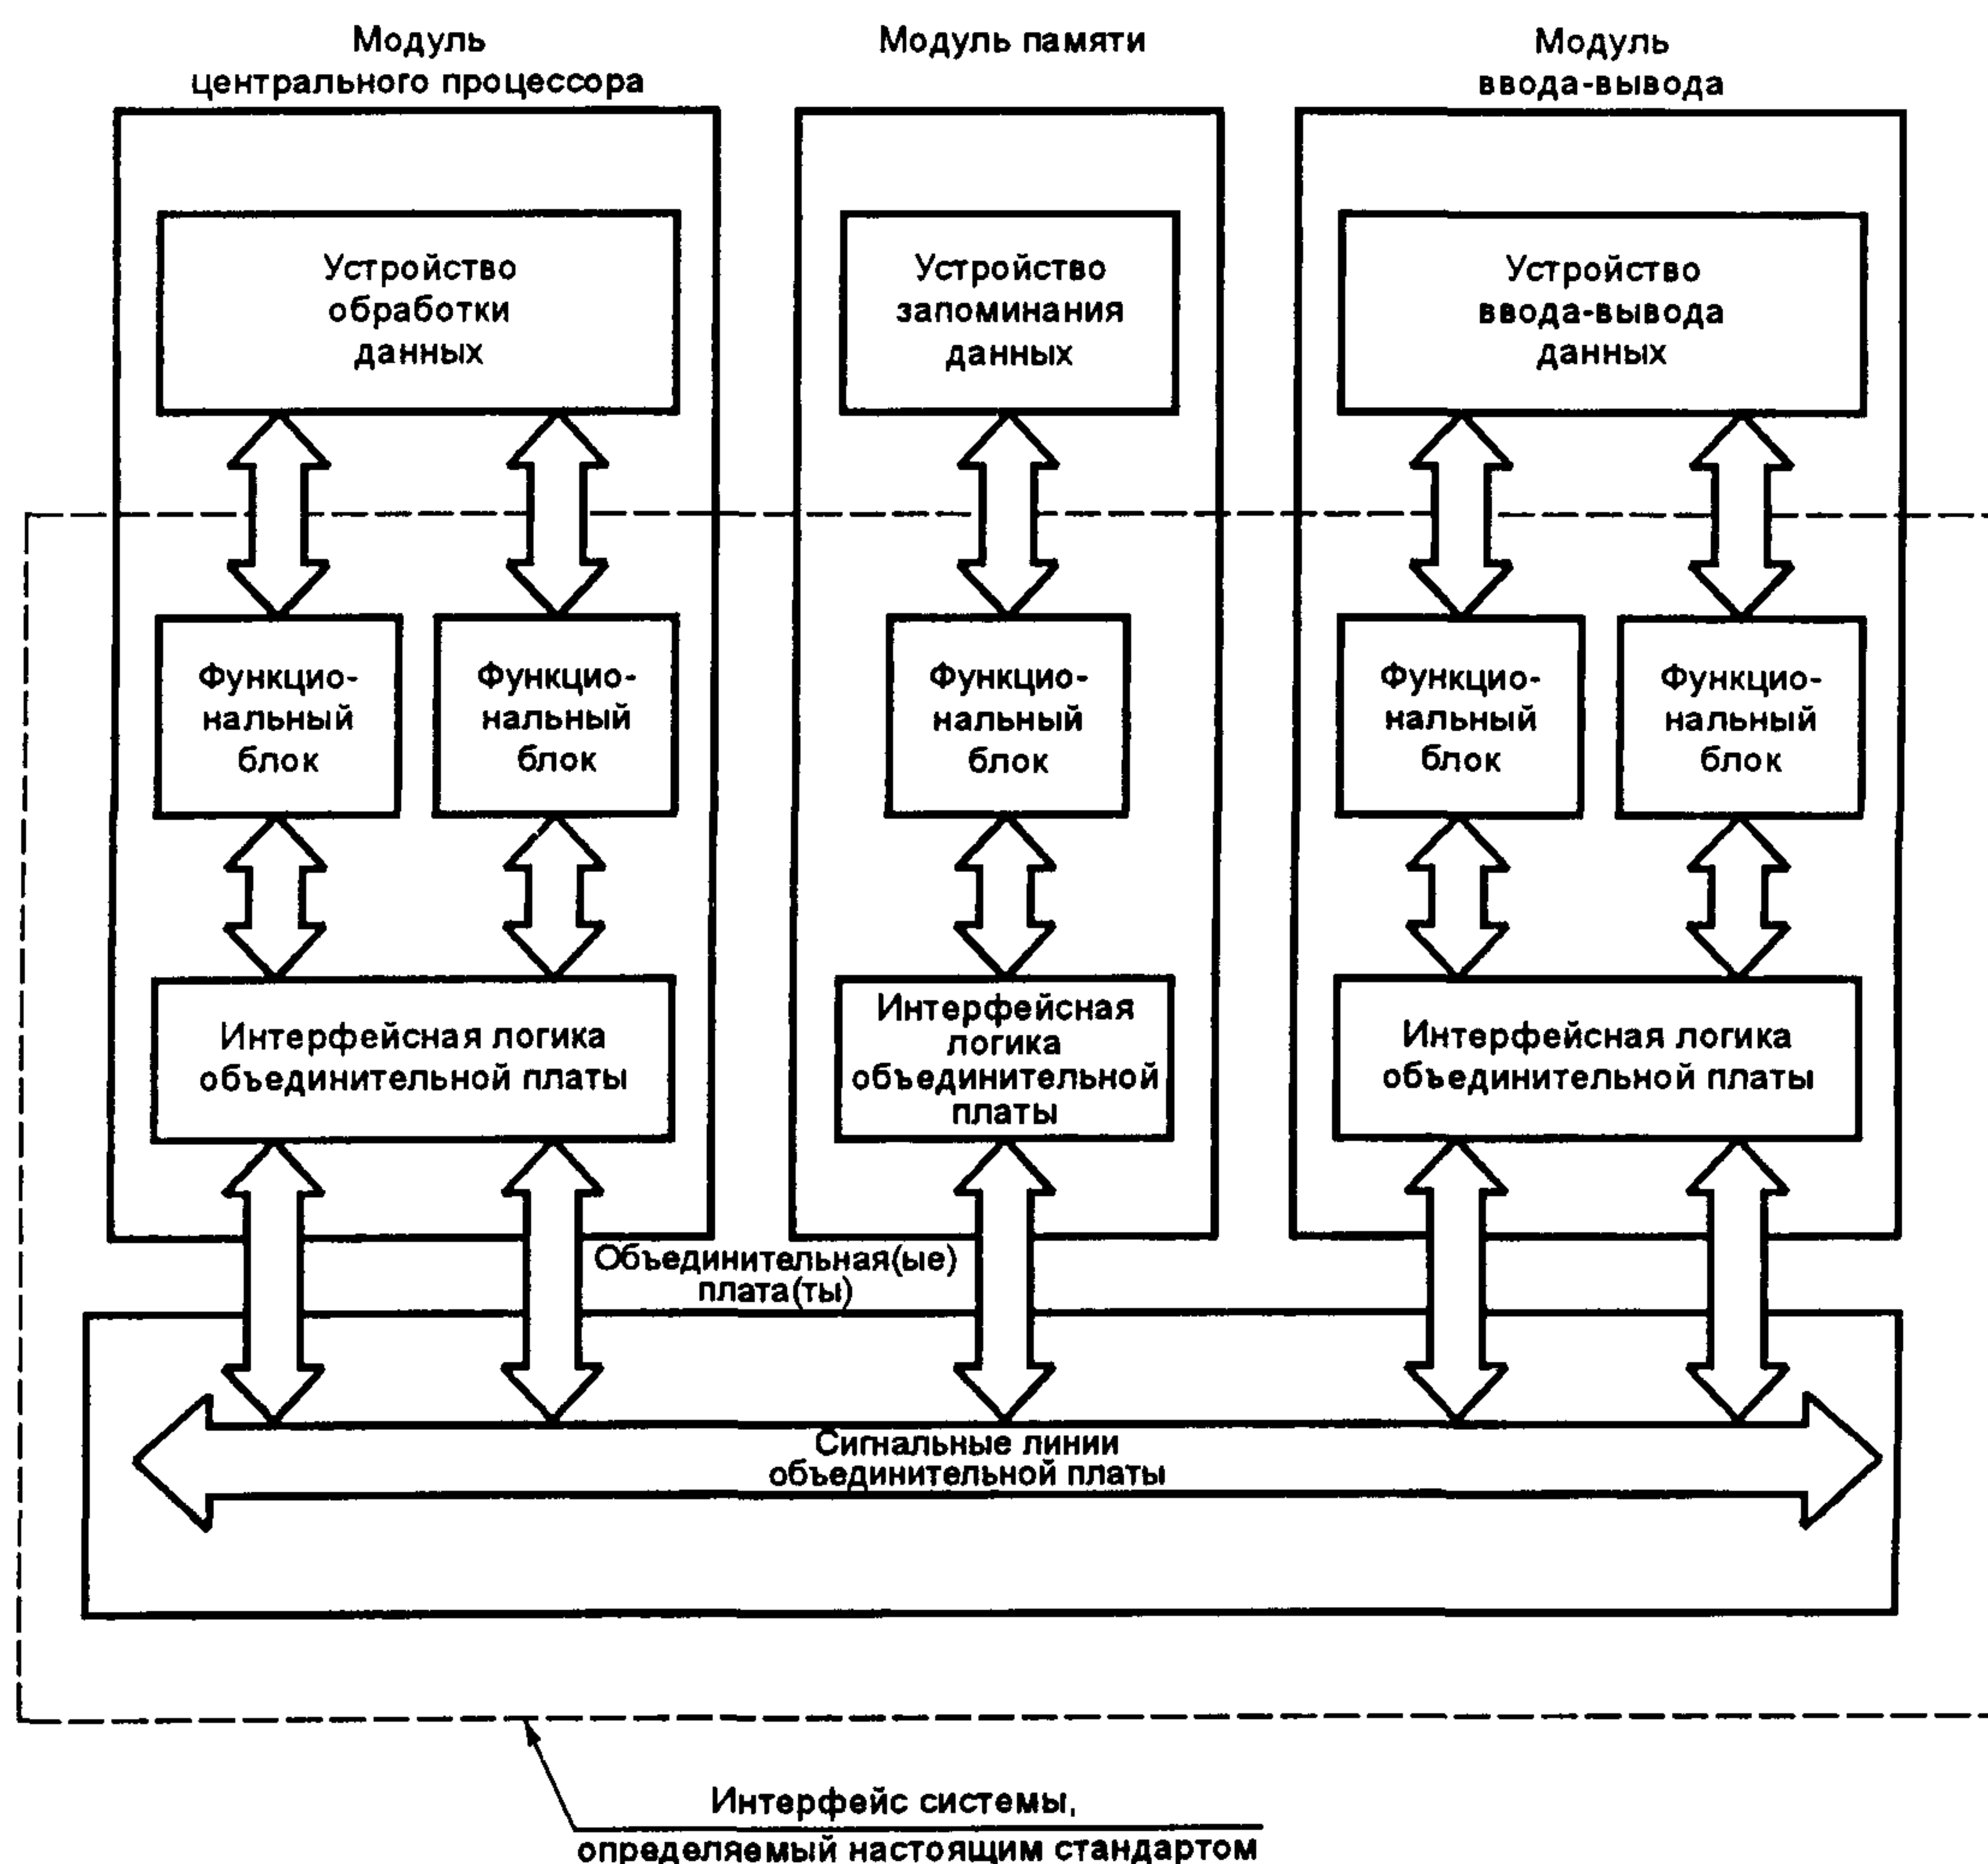 Модуль
центрального процессора
Модуль памяти
Модуль
ввода-вывода
Устройство
обработки
данных
Устройство
запоминания
данных
Устройство
ввода-вывода
данных
Функцио-
нальный
блок
Функцио-
нальный
блок
Функцио-
нальный
блок
Функцио-
нальный
блок
Функцио-
нальный
блок
Интерфейсная логика
объединительной платы
Интерфейсная
логика
объединительной
платы
Интерфейсная логика
объединительной платы
Объединительная(ые)
плата(ты)
Сигнальные линии
объединительной платы
Интерфейс системы,
определяемый настоящим стандартом